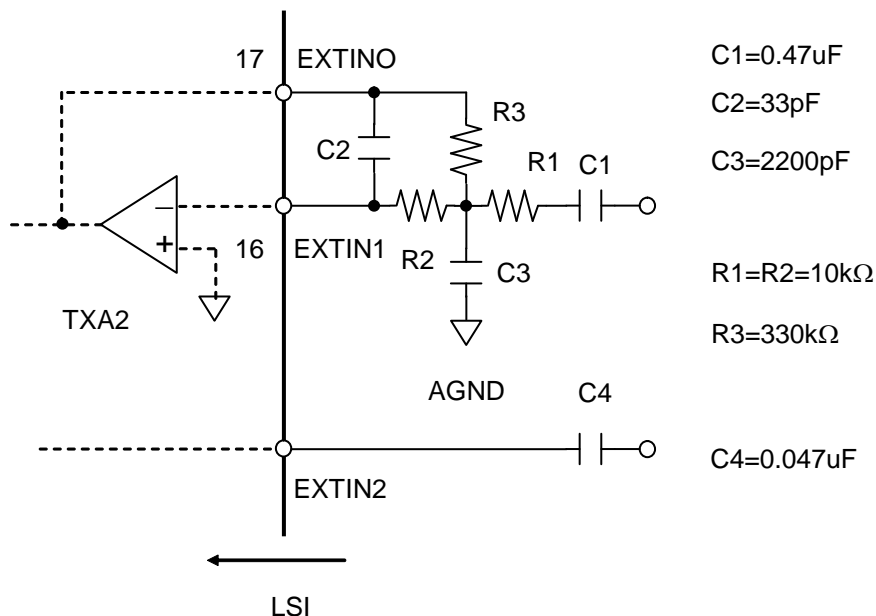 17 EXTINO
C1=0.47uF
C2=33pF
R3
C2
R1 C1
C3=2200pF
−
+
16 EXTIN1
R2 C3
R1=R2=10kΩ
TXA2
R3=330kΩ
AGND
C4
C4=0.047uF
EXTIN2
LSI